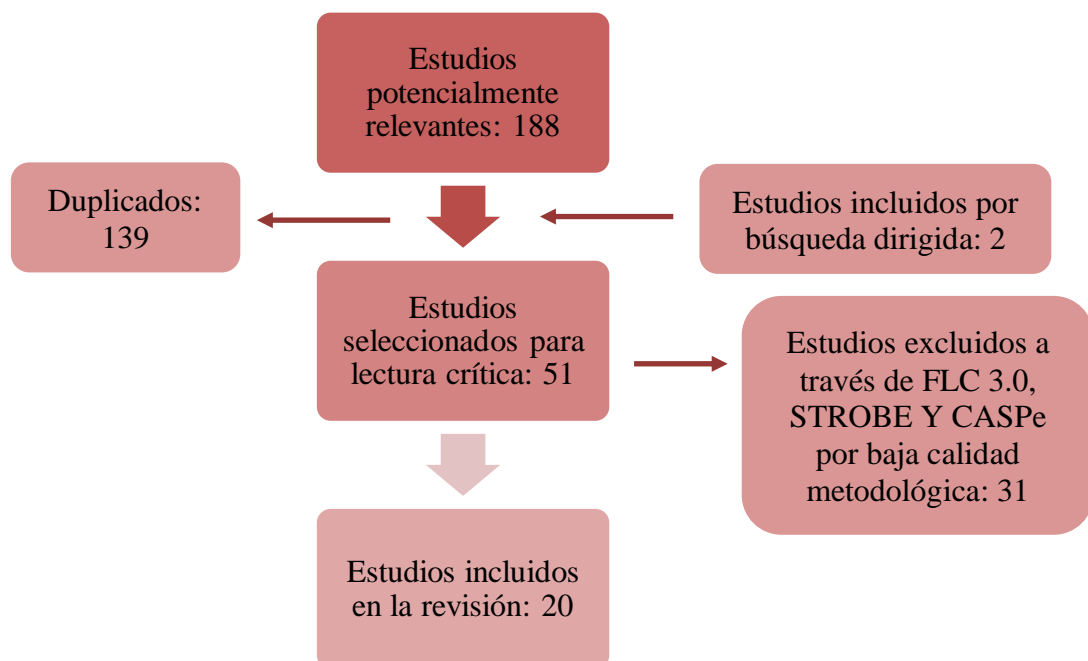 Estudios
potencialmente
relevantes: 188
Duplicados:
139
Estudios incluidos por
búsqueda dirigida: 2
Estudios
seleccionados para
lectura crítica: 51
Estudios excluidos a
través de FLC 3.0,
STROBE Y CASPe
por baja calidad
metodológica: 31
Estudios incluidos
en la revisión: 20